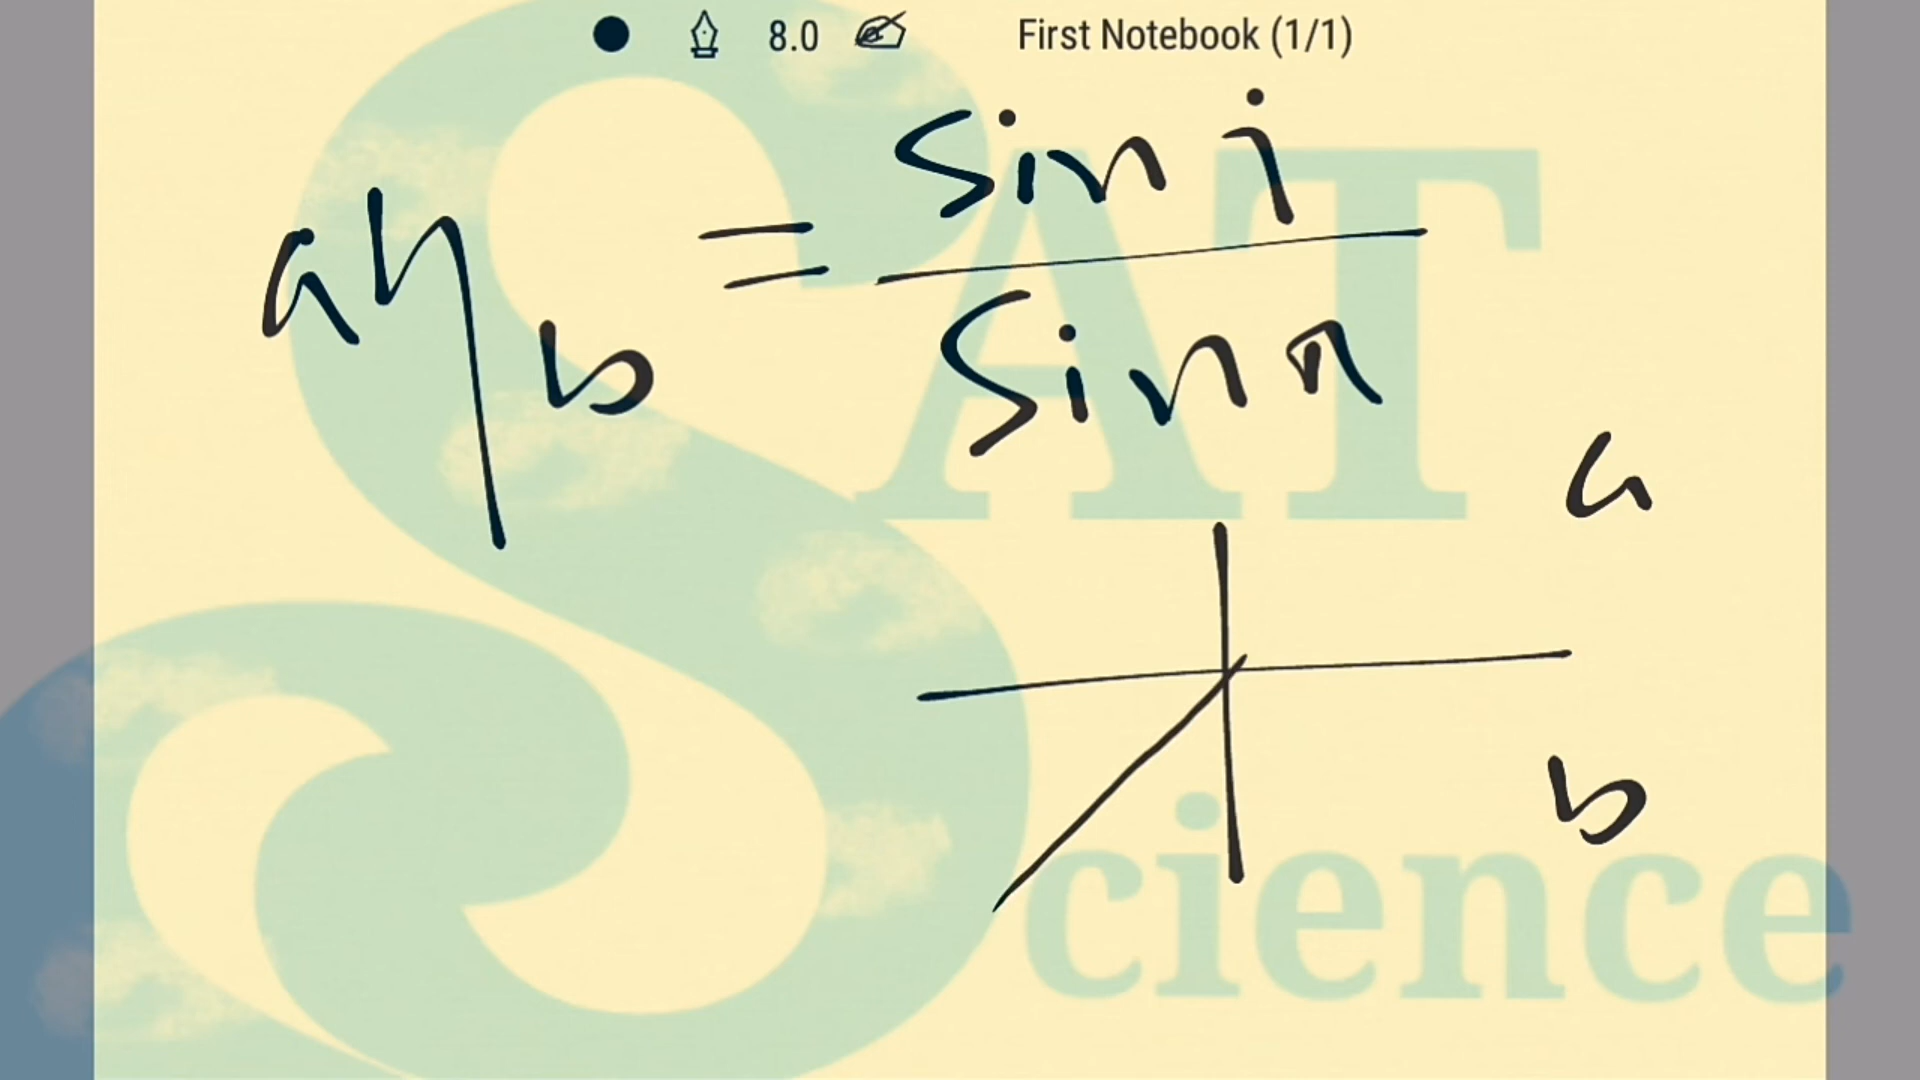 8.0 First Notebook (1/1)
aηb = sin i / sin r
a
b
SAT
Science